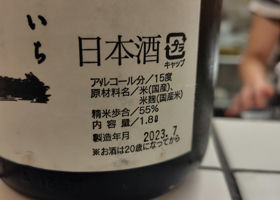 いち
日本酒
プラ
キャップ
アルコール分／15度
原材料名／米(国産)、
米麹(国産米)
精米歩合／55%
内容量／1.8ℓ
製造年月 2023.7
※お酒は20歳になってから